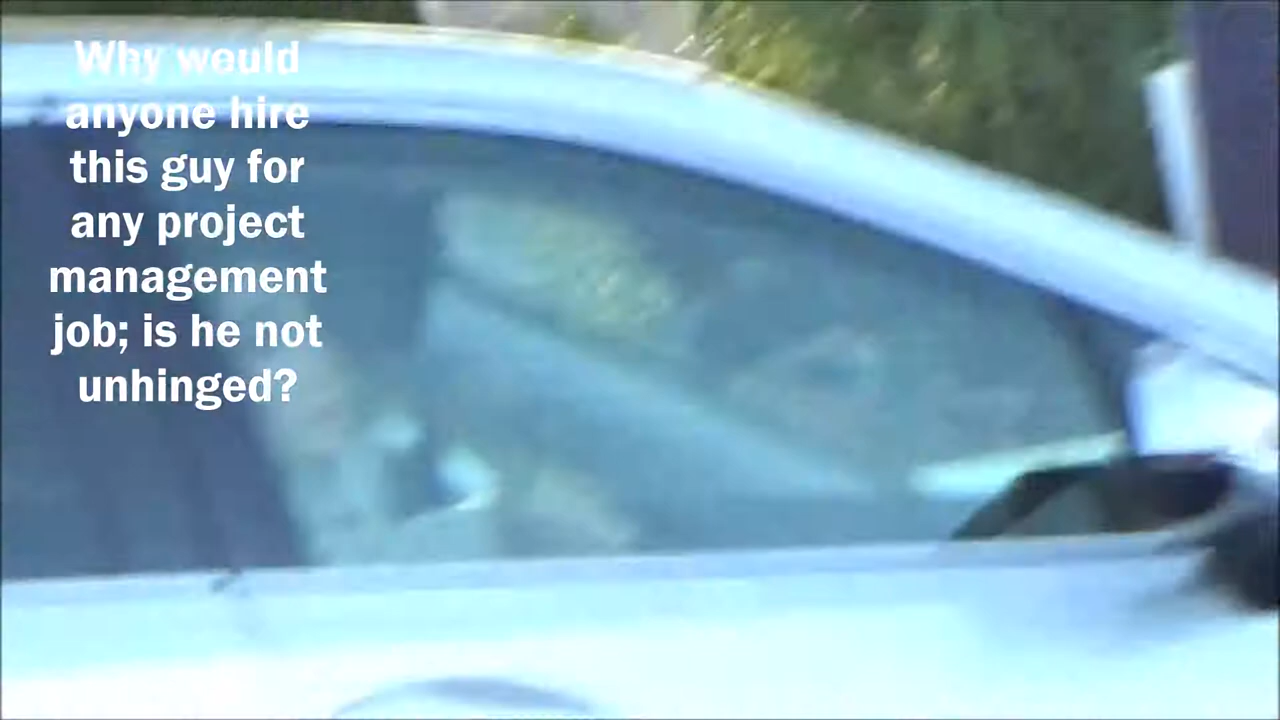 Why would
anyone hire
this guy for
any project
management
job; is he not
unhinged?